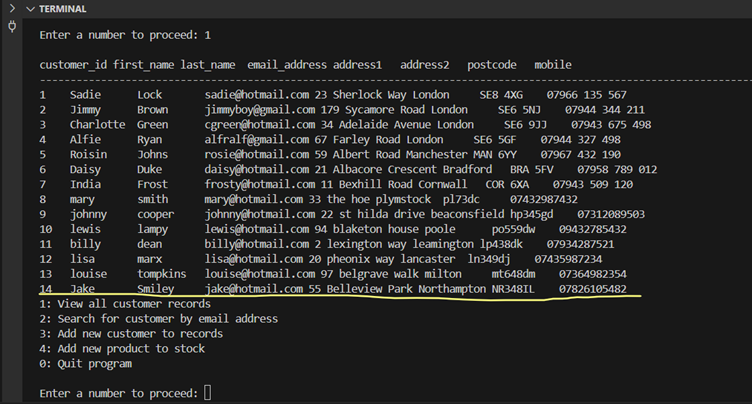 TERMINAL
Enter a number to proceed: 1
customer_id first_name last_name email_address address1 address2 postcode mobile
--------------------------------------------------------------------------------
1 Sadie Lock sadie@hotmail.com 23 Sherlock Way London SE8 4XG 07966 135 567
2 Jimmy Brown jimmyboy@gmail.com 179 Sycamore Road London SE6 5NJ 07944 344 211
3 Charlotte Green cgreen@hotmail.com 34 Adelaide Avenue London SE6 9JJ 07943 675 498
4 Alfie Ryan alfralf@gmail.com 67 Farley Road London SE6 5GF 07944 327 498
5 Roisin Johns rosie@hotmail.com 59 Albert Road Manchester MAN 6YY 07967 432 190
6 Daisy Duke daisy@hotmail.com 21 Albacore Crescent Bradford BRA 5FV 07958 789 012
7 India Frost frosty@hotmail.com 11 Bexhill Road Cornwall COR 6XA 07943 509 120
8 mary smith mary@hotmail.com 33 the hoe plymstock pl73dc 07432987432
9 johnny cooper johnny@hotmail.com 22 st hilda drive beaconsfield hp345gd 07312089503
10 lewis lampy lewis@hotmail.com 94 blaketon house poole po559dw 09432785432
11 billy dean billy@hotmail.com 2 lexington way leamington lp438dk 07934287521
12 lisa marx lisa@hotmail.com 20 pheonix way lancaster ln349dj 07435987234
13 louise tompkins louise@hotmail.com 97 belgrave walk milton mt648dm 07364982354
14 Jake Smiley jake@hotmail.com 55 Belleview Park Northampton NR348IL 07826105482
1: View all customer records
2: Search for customer by email address
3: Add new customer to records
4: Add new product to stock
0: Quit program
Enter a number to proceed: